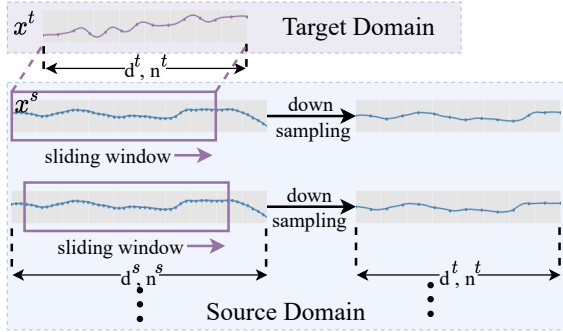 x^t Target Domain
d^t, n^t
x^s
down
sampling
sliding window
down
sampling
sliding window
d^s, n^s d^t, n^t
Source Domain